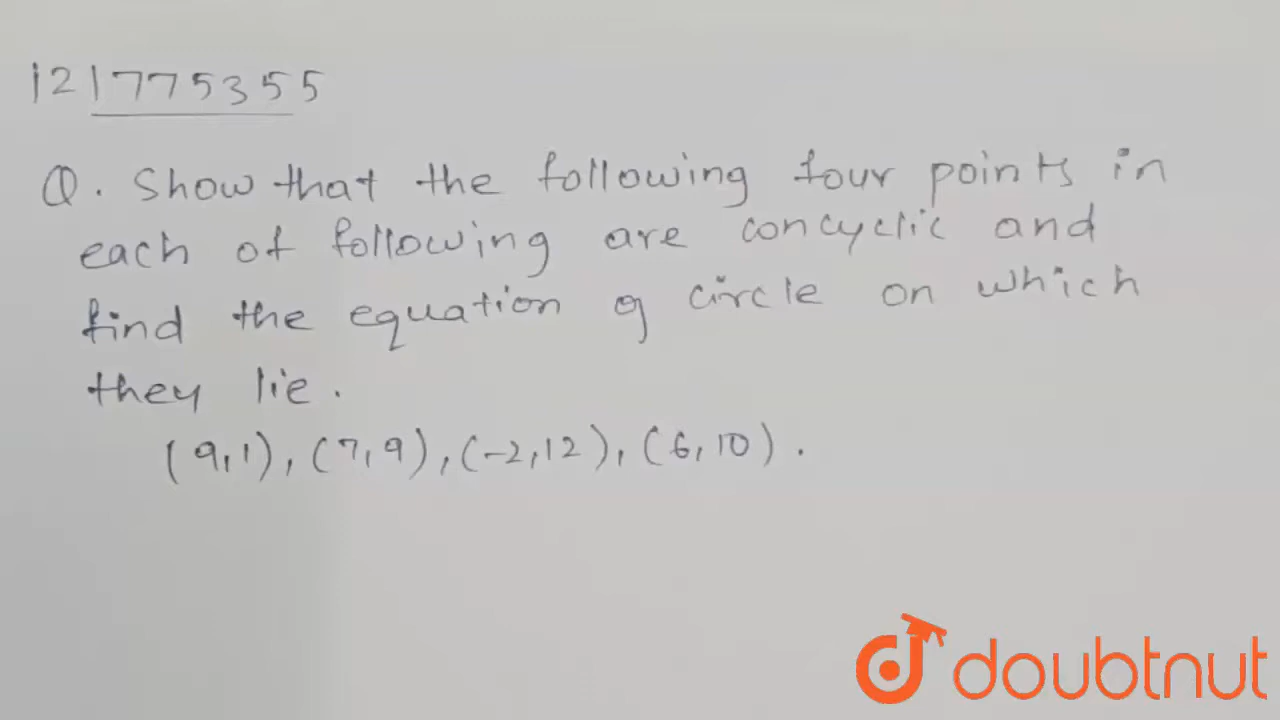 121775355
Q. Show that the following four points in
each of following are concyclic and
find the equation of circle on which
they lie.
(9,1), (7,9), (-2,12), (6,10).
doubtnut